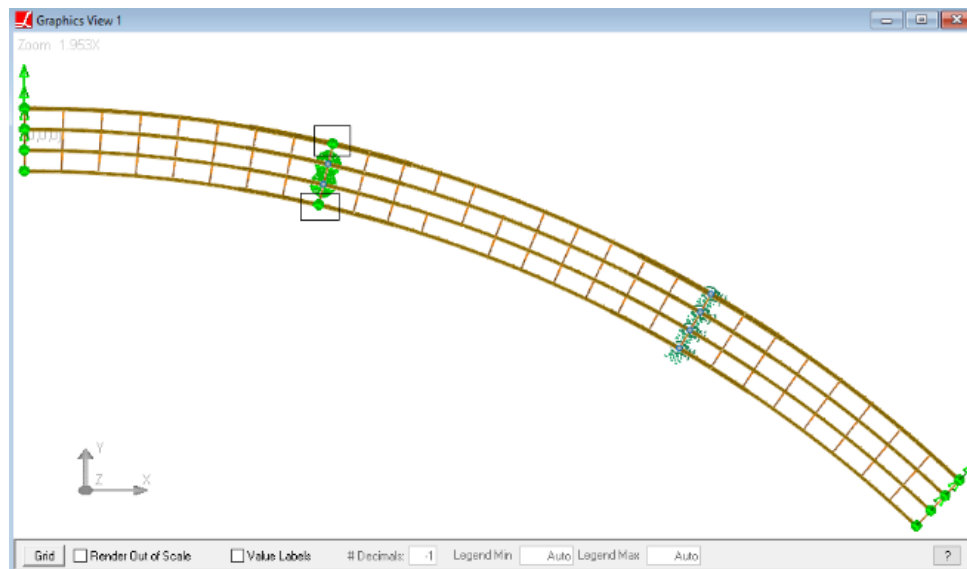 Graphics View 1
Zoom 1.953X
Y
Z X
Grid Render Out of Scale Value Labels # Decimals: -1 Legend Min Auto Legend Max Auto ?